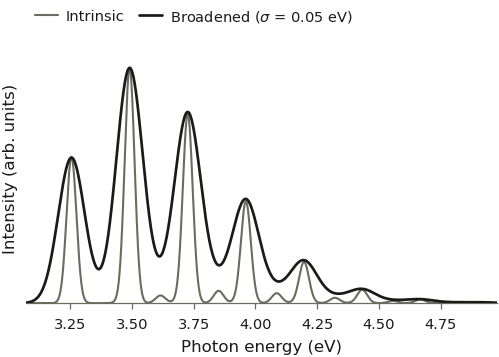 Intrinsic
Broadened (σ = 0.05 eV)
Intensity (arb. units)
3.25 3.50 3.75 4.00 4.25 4.50 4.75
Photon energy (eV)